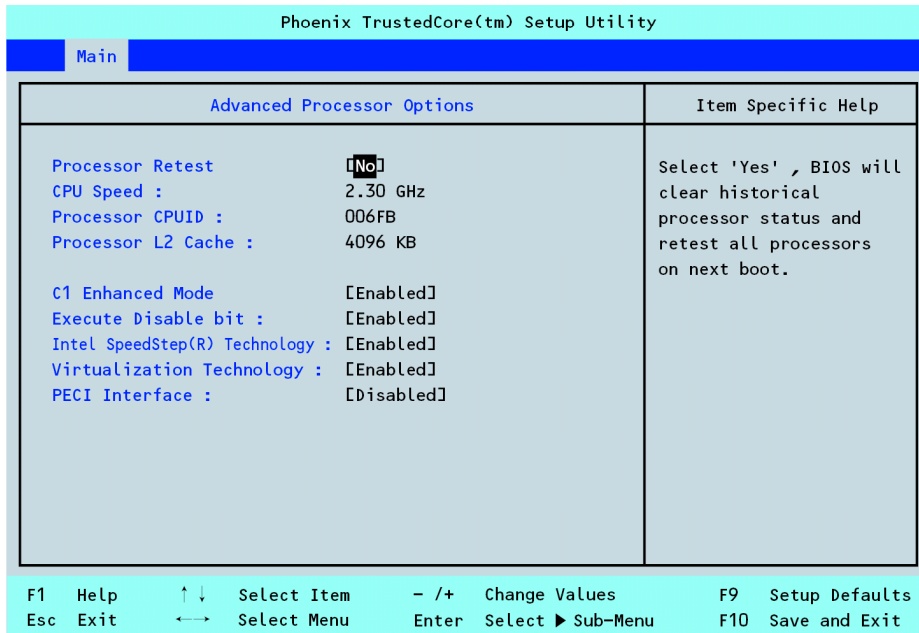 Phoenix TrustedCore(tm) Setup Utility
Main
Advanced Processor Options
Item Specific Help
Processor Retest [No]
CPU Speed : 2.30 GHz
Processor CPUID : 006FB
Processor L2 Cache : 4096 KB
C1 Enhanced Mode [Enabled]
Execute Disable bit : [Enabled]
Intel SpeedStep(R) Technology : [Enabled]
Virtualization Technology : [Enabled]
PECI Interface : [Disabled]
Select 'Yes' , BIOS will
clear historical
processor status and
retest all processors
on next boot.
F1 Help ↑ ↓ Select Item - /+ Change Values F9 Setup Defaults
Esc Exit ←→ Select Menu Enter Select ▶ Sub-Menu F10 Save and Exit